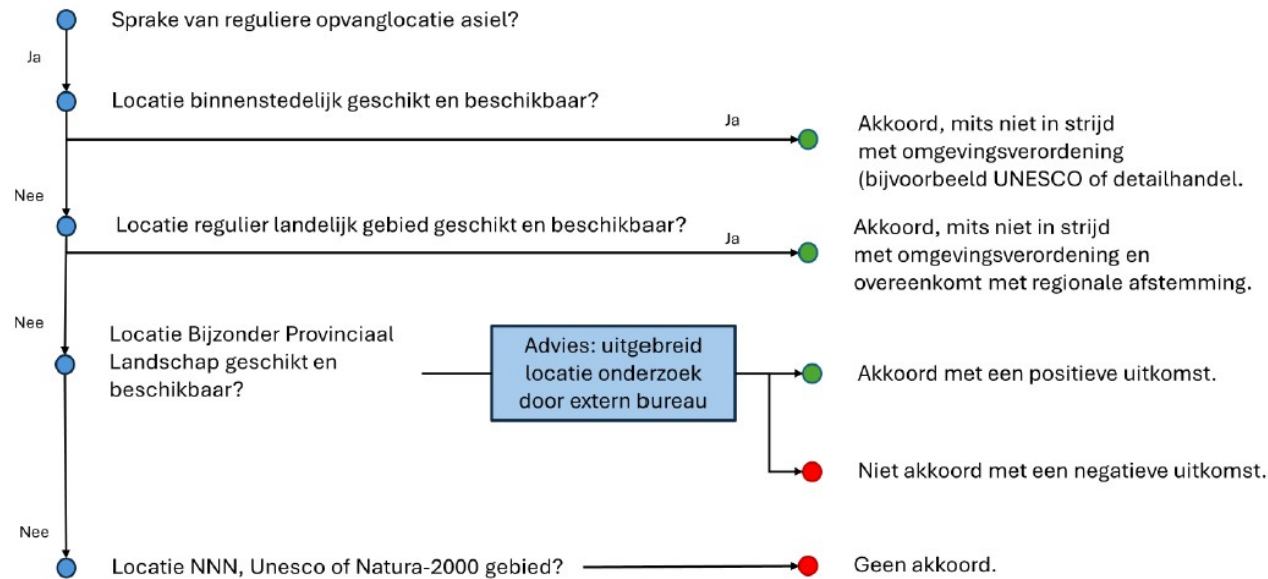 Sprake van reguliere opvanglocatie asiel?
Ja
Locatie binnenstedelijk geschikt en beschikbaar?
Ja
Akkoord, mits niet in strijd
met omgevingsverordening
(bijvoorbeeld UNESCO of detailhandel.
Nee
Locatie regulier landelijk gebied geschikt en beschikbaar?
Ja
Akkoord, mits niet in strijd
met omgevingsverordening en
overeenkomt met regionale afstemming.
Nee
Locatie Bijzonder Provinciaal
Landschap geschikt en
beschikbaar?
Advies: uitgebreid
locatie onderzoek
door extern bureau
Akkoord met een positieve uitkomst.
Niet akkoord met een negatieve uitkomst.
Nee
Locatie NNN, Unesco of Natura-2000 gebied?
Geen akkoord.